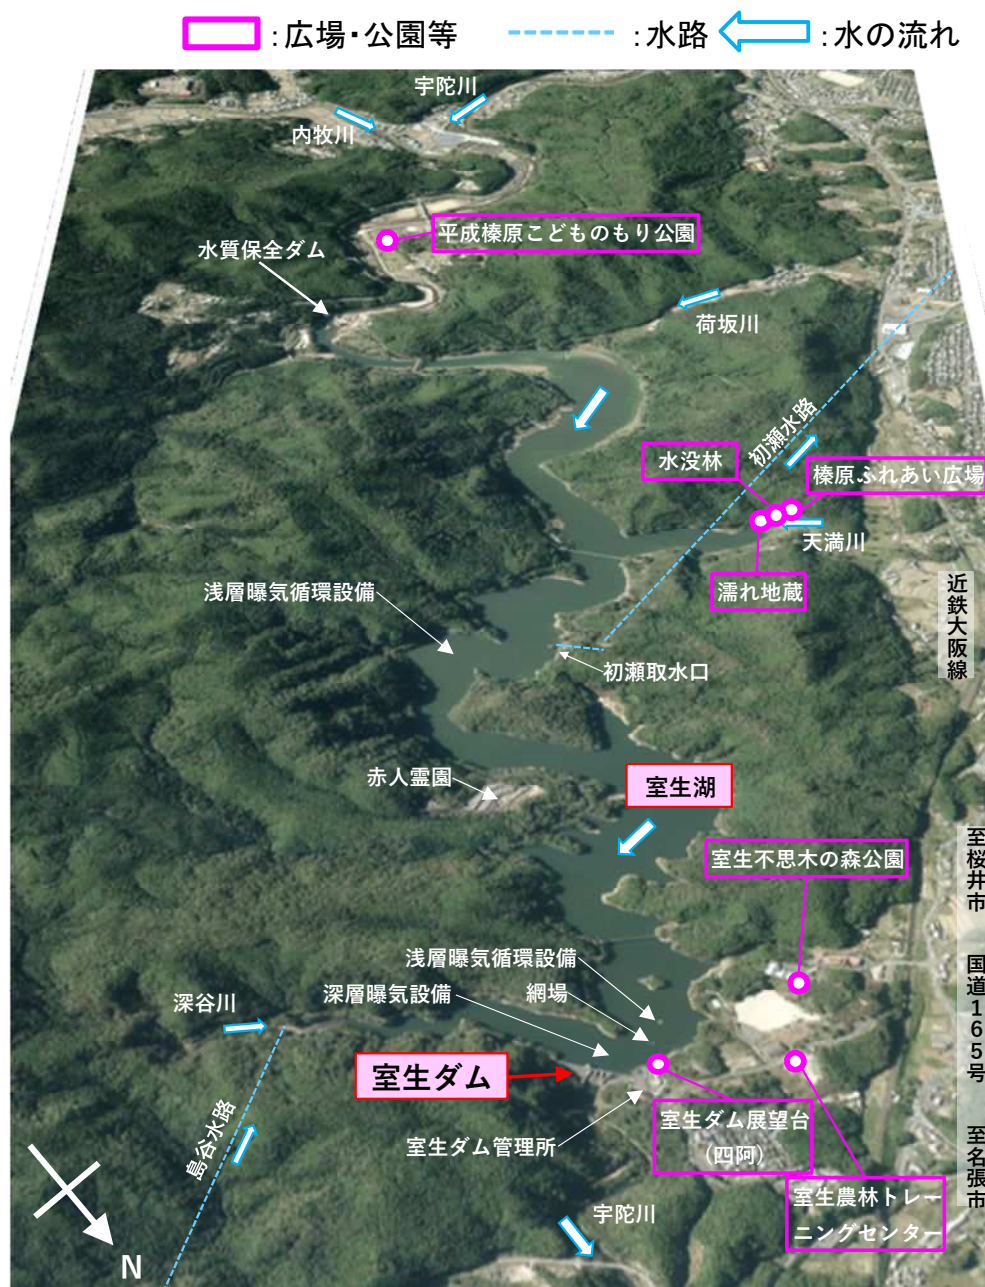 :広場・公園等
:水路
:水の流れ
宇陀川
内牧川
平成榛原こどものもり公園
水質保全ダム
荷坂川
初瀬水路
水没林
榛原ふれあい広場
天満川
濡れ地蔵
近鉄大阪線
浅層曝気循環設備
初瀬取水口
赤人霊園
室生湖
室生不思木の森公園
至桜井市
浅層曝気循環設備
深層曝気設備
網場
国道165号
深谷川
室生ダム
室生ダム展望台
(四阿)
室生ダム管理所
島谷水路
至名張市
室生農林トレー
ニングセンター
宇陀川
N